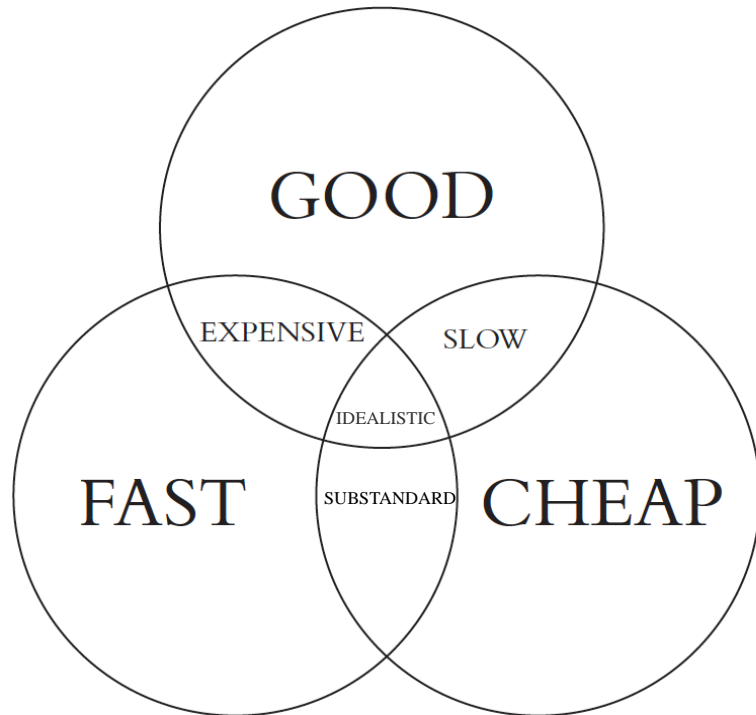 GOOD
EXPENSIVE
SLOW
IDEALISTIC
FAST
SUBSTANDARD
CHEAP